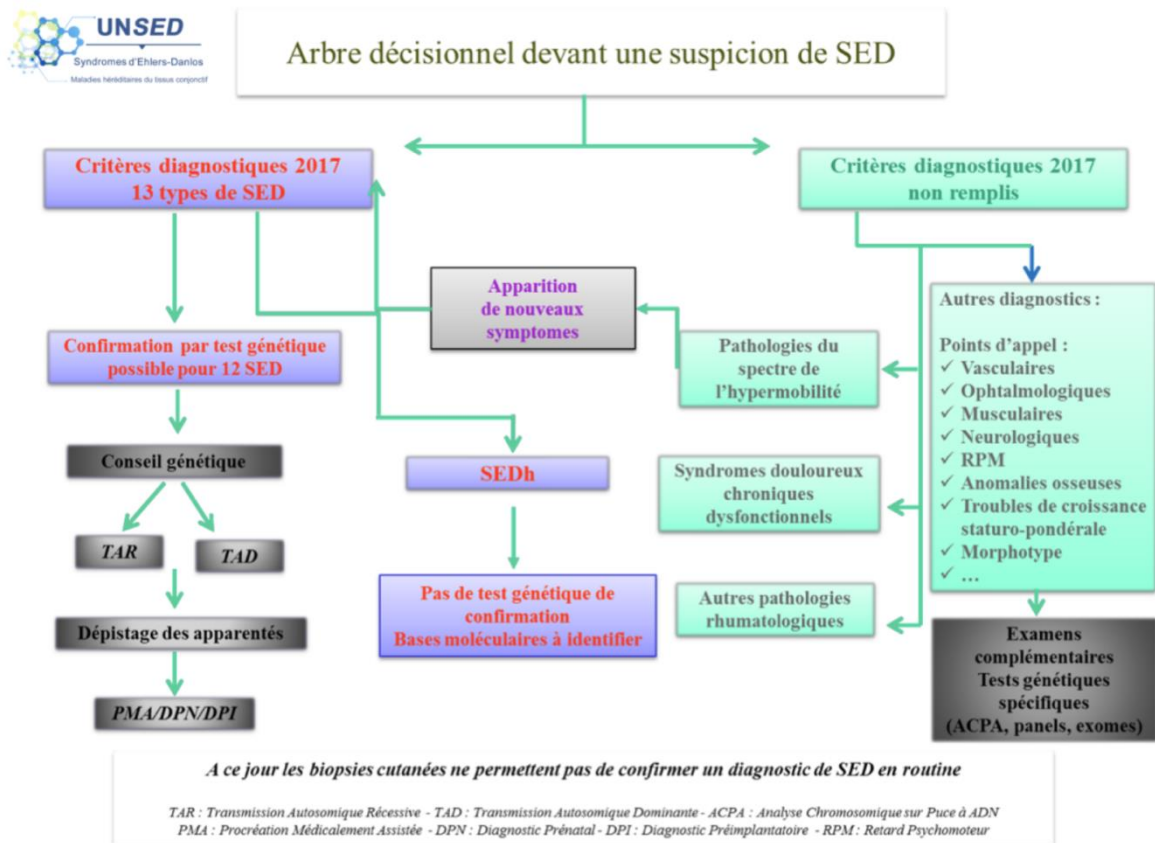 UNSED
Syndromes d'Ehlers-Danlos
Maladies héréditaires du tissus conjonctif
Arbre décisionnel devant une suspicion de SED
Critères diagnostiques 2017
13 types de SED
Critères diagnostiques 2017
non remplis
Apparition
de nouveaux
symptomes
Confirmation par test génétique
possible pour 12 SED
Conseil génétique
TAR
TAD
Dépistage des apparentés
PMA/DPN/DPI
SEDh
Pas de test génétique de
confirmation
Bases moléculaires à identifier
Pathologies du
spectre de
l'hypermobilité
Syndromes douloureux
chroniques
dysfonctionnels
Autres pathologies
rhumatologiques
Autres diagnostics :
Points d'appel :
✓ Vasculaires
✓ Ophtalmologiques
✓ Musculaires
✓ Neurologiques
✓ RPM
✓ Anomalies osseuses
✓ Troubles de croissance
staturo-pondérale
✓ Morphotype
✓ …
Examens
complémentaires
Tests génétiques
spécifiques
(ACPA, panels, exomes)
A ce jour les biopsies cutanées ne permettent pas de confirmer un diagnostic de SED en routine
TAR : Transmission Autosomique Récessive - TAD : Transmission Autosomique Dominante - ACPA : Analyse Chromosomique sur Puce à ADN
PMA : Procréation Médicalement Assistée - DPN : Diagnostic Prénatal - DPI : Diagnostic Préimplantatoire - RPM : Retard Psychomoteur